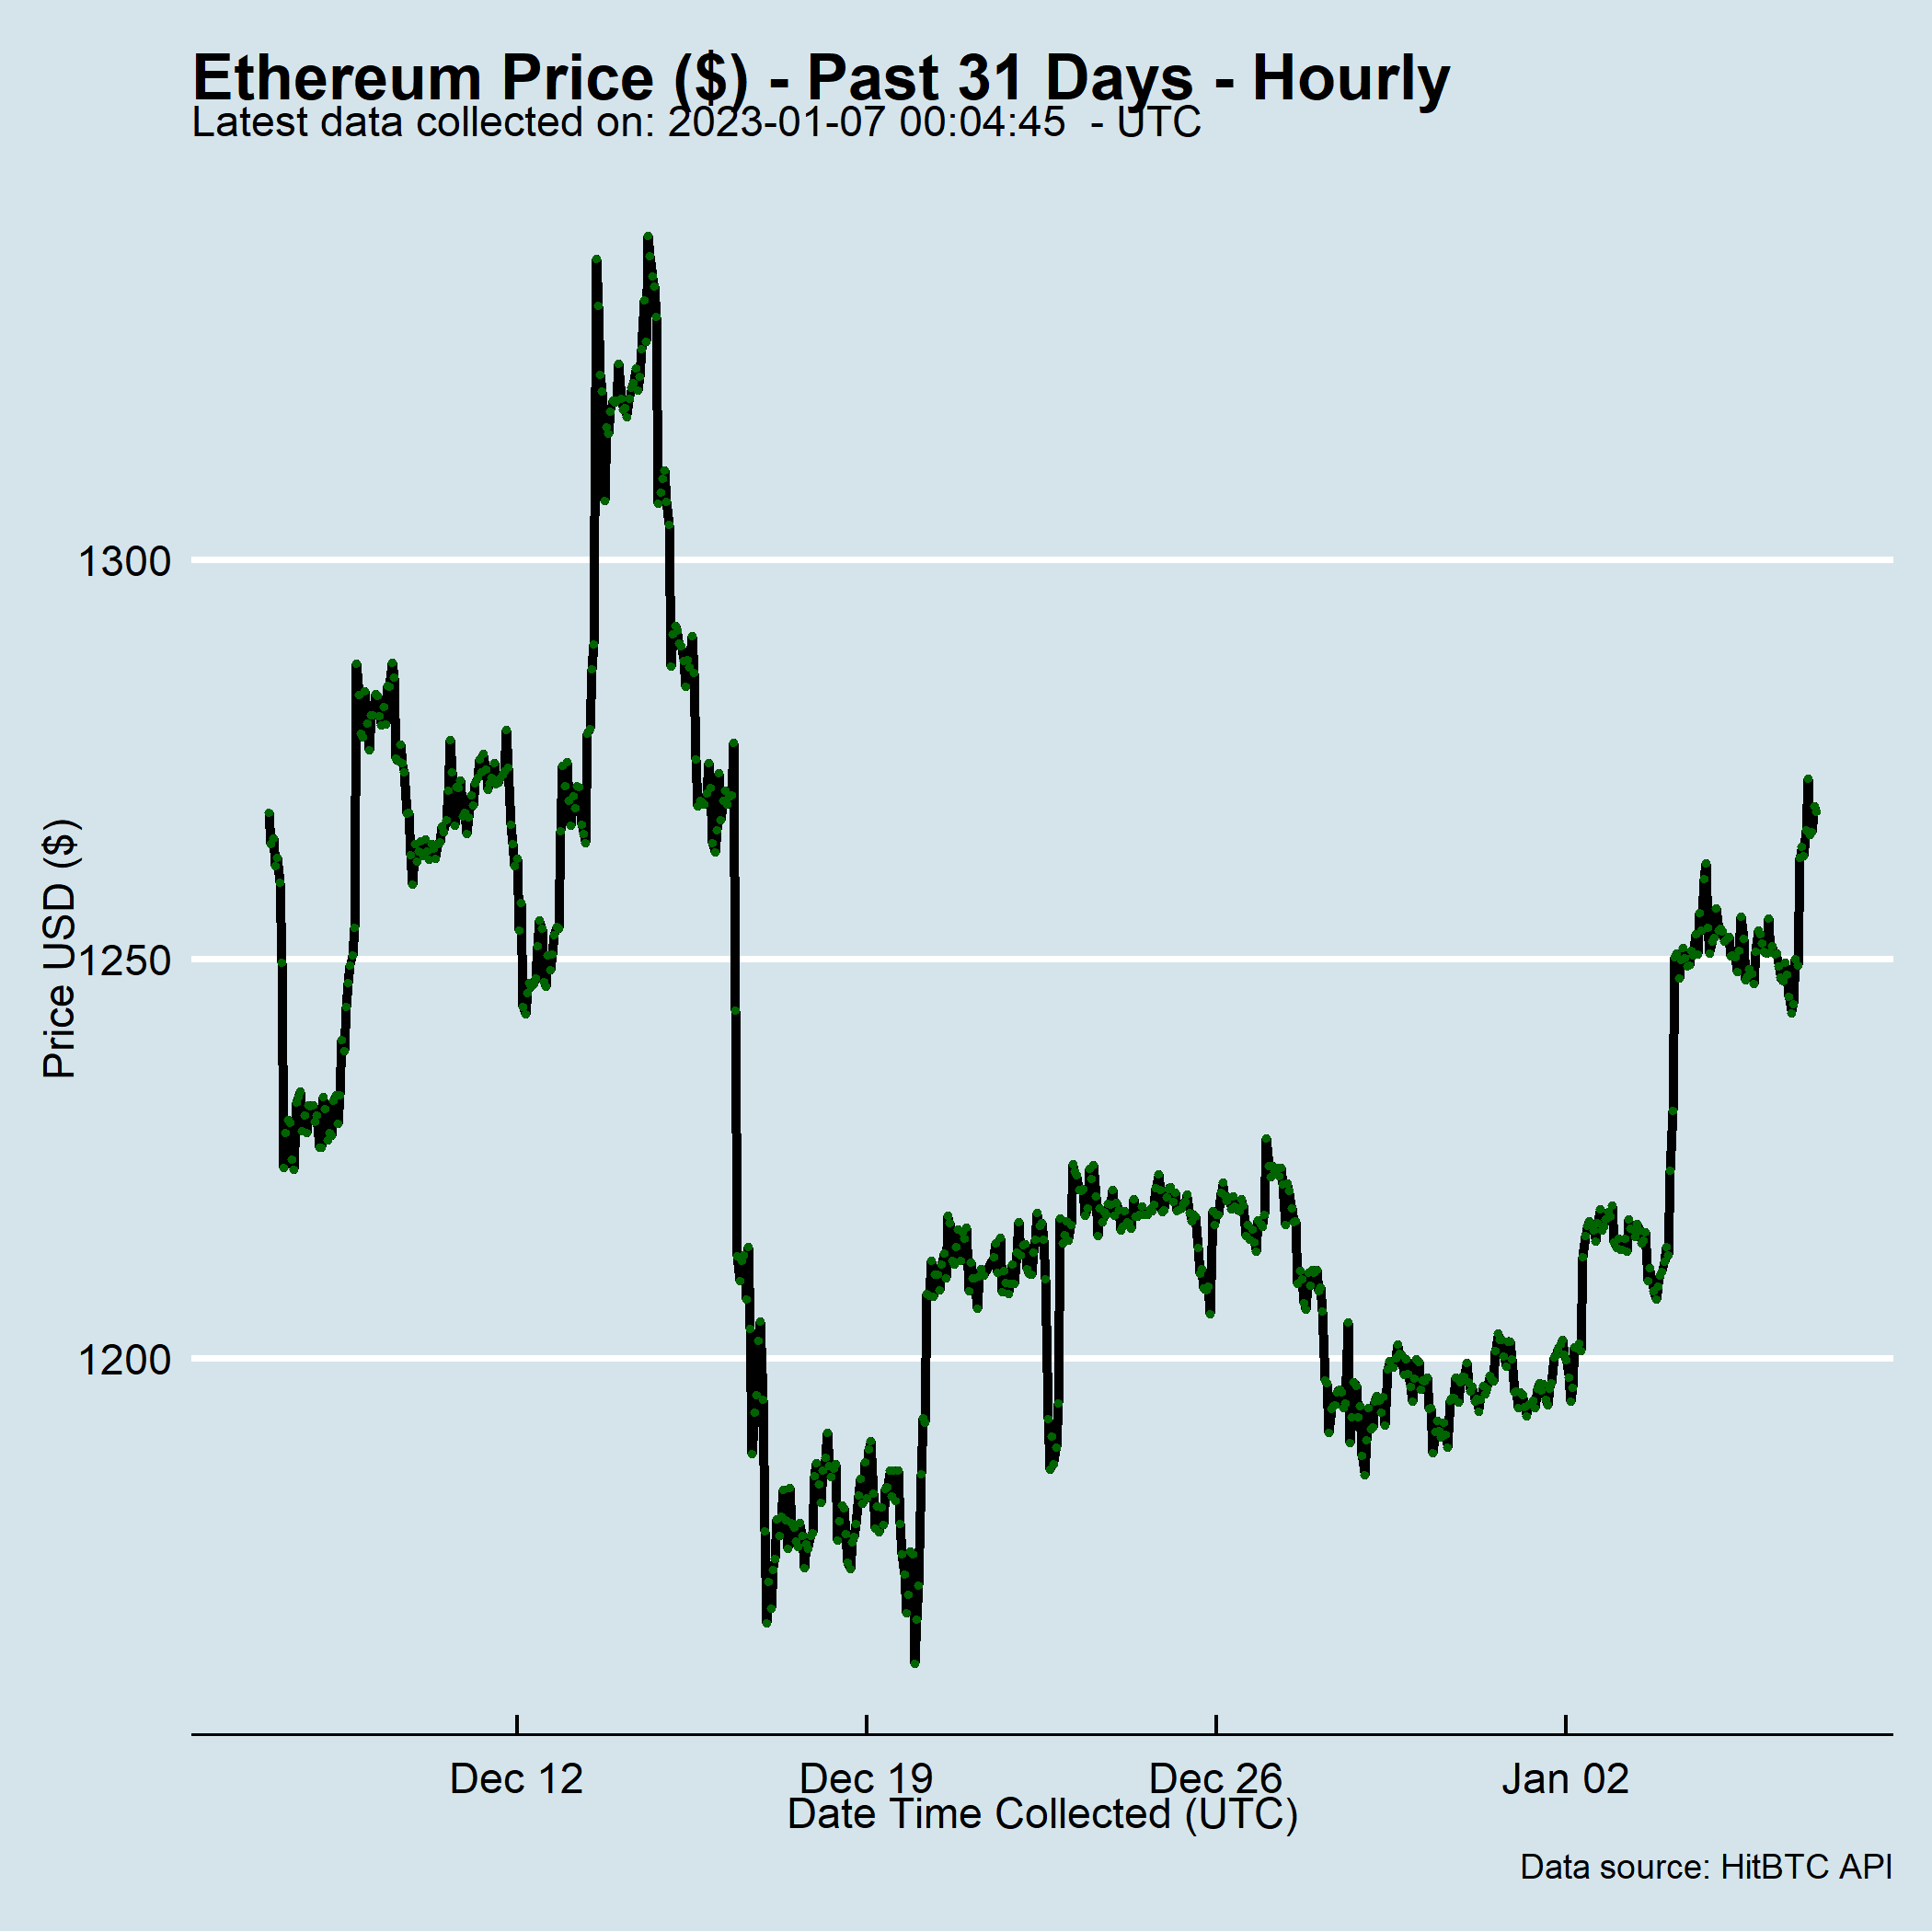 Ethereum Price ($) - Past 31 Days - Hourly
Latest data collected on: 2023-01-07 00:04:45  - UTC
Price USD ($)
1300
1250
1200
Dec 12
Dec 19
Dec 26
Jan 02
Date Time Collected (UTC)
Data source: HitBTC API